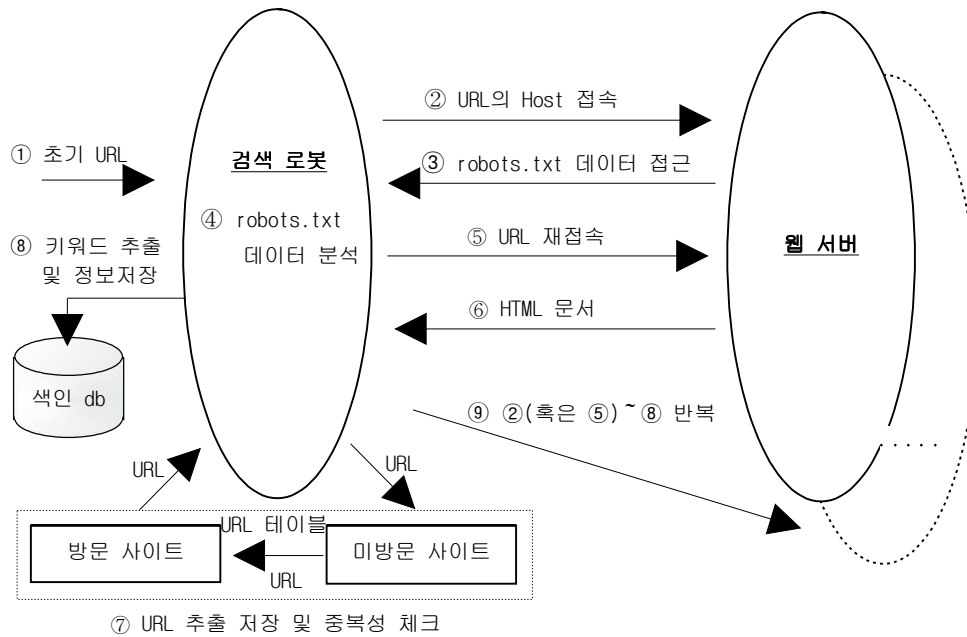 ② URL의 Host 접속
① 초기 URL
검색 로봇
③ robots.txt 데이터 접근
④ robots.txt
데이터 분석
⑧ 키워드 추출
및 정보저장
⑤ URL 재접속
웹 서버
⑥ HTML 문서
색인 db
⑨ ②(혹은 ⑤)~⑧ 반복
URL
URL
URL 테이블
방문 사이트
미방문 사이트
URL
⑦ URL 추출 저장 및 중복성 체크